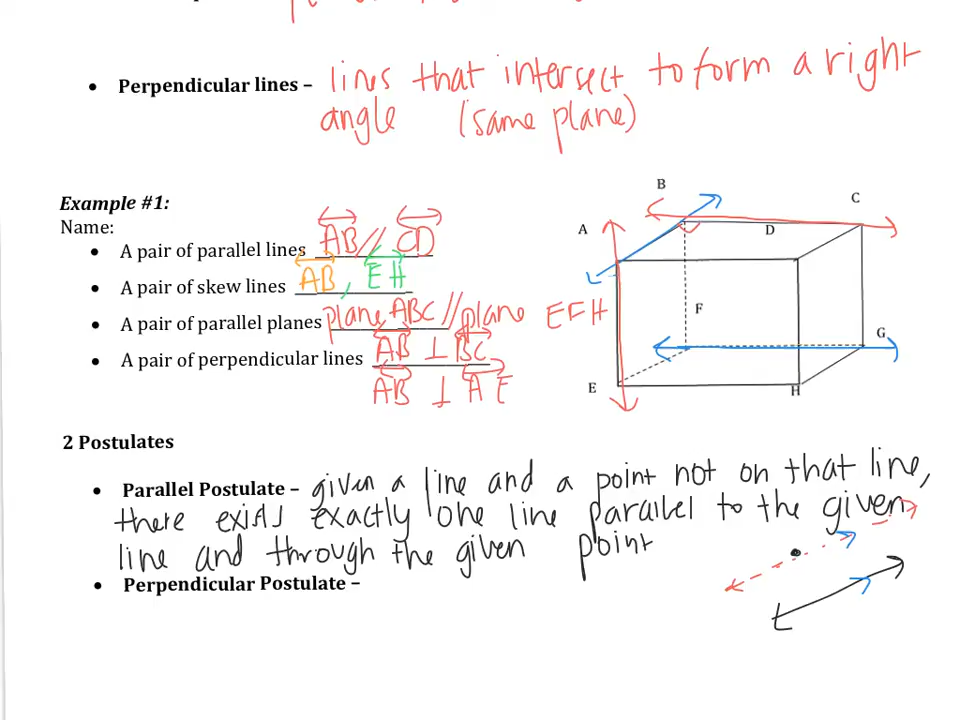 • Perpendicular lines – lines that intersect to form a right
angle (same plane)
Example #1:
Name:
• A pair of parallel lines AB // CD
• A pair of skew lines AB, EH
• A pair of parallel planes plane ABC // plane EFH
• A pair of perpendicular lines AB ⊥ BC
AB ⊥ AE
B
C
A
D
F
G
E
H
2 Postulates
• Parallel Postulate – given a line and a point not on that line,
there exists exactly one line parallel to the given
line and through the given point
• Perpendicular Postulate –